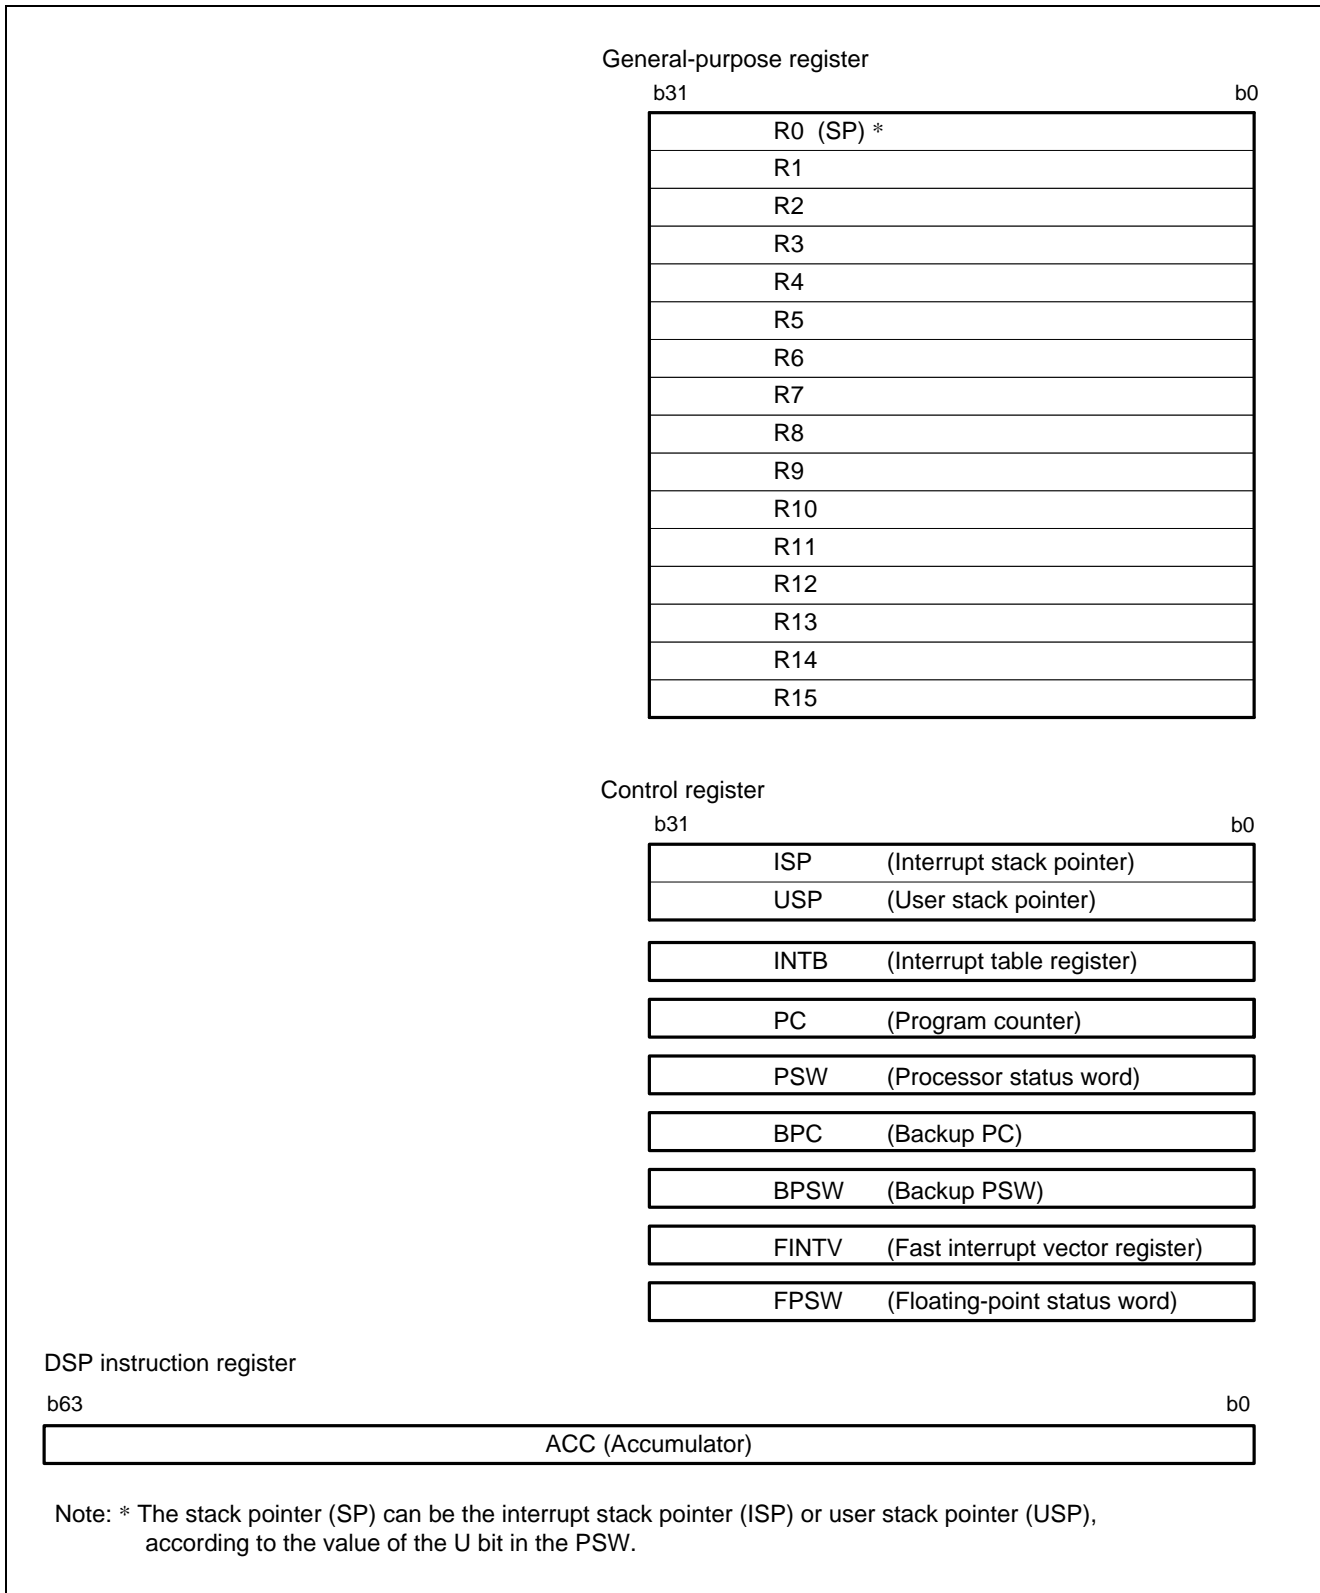 General-purpose register
b31 b0
R0 (SP) *
R1
R2
R3
R4
R5
R6
R7
R8
R9
R10
R11
R12
R13
R14
R15
Control register
b31 b0
ISP (Interrupt stack pointer)
USP (User stack pointer)
INTB (Interrupt table register)
PC (Program counter)
PSW (Processor status word)
BPC (Backup PC)
BPSW (Backup PSW)
FINTV (Fast interrupt vector register)
FPSW (Floating-point status word)
DSP instruction register
b63 b0
ACC (Accumulator)
Note: * The stack pointer (SP) can be the interrupt stack pointer (ISP) or user stack pointer (USP),
according to the value of the U bit in the PSW.